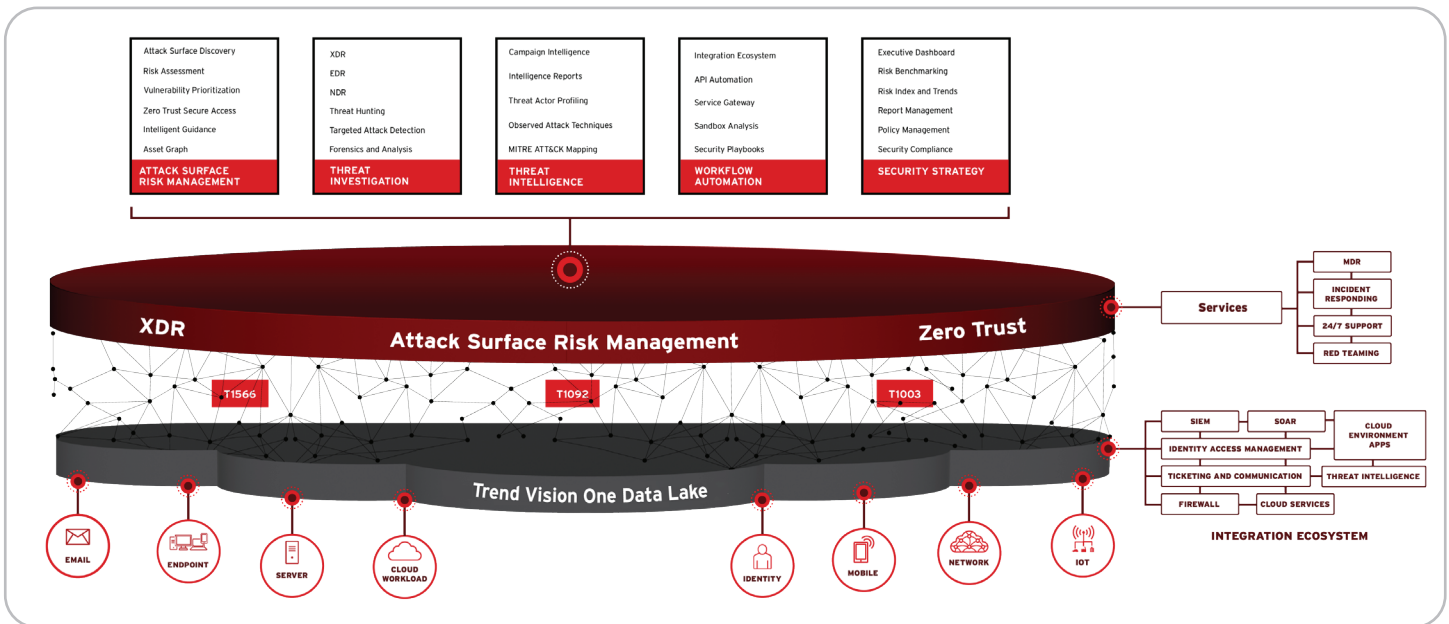 Attack Surface Discovery
Risk Assessment
Vulnerability Prioritization
Zero Trust Secure Access
Intelligent Guidance
Asset Graph
ATTACK SURFACE
RISK MANAGEMENT
XDR
EDR
NDR
Threat Hunting
Targeted Attack Detection
Forensics and Analysis
THREAT
INVESTIGATION
Campaign Intelligence
Intelligence Reports
Threat Actor Profiling
Observed Attack Techniques
MITRE ATT&CK Mapping
THREAT
INTELLIGENCE
Integration Ecosystem
API Automation
Service Gateway
Sandbox Analysis
Security Playbooks
WORKFLOW
AUTOMATION
Executive Dashboard
Risk Benchmarking
Risk Index and Trends
Report Management
Policy Management
Security Compliance
SECURITY STRATEGY
XDR
Attack Surface Risk Management
Zero Trust
Services
MDR
INCIDENT
RESPONDING
24/7 SUPPORT
RED TEAMING
T1566
T1092
T1003
Trend Vision One Data Lake
SIEM
SOAR
CLOUD
ENVIRONMENT
APPS
IDENTITY ACCESS MANAGEMENT
TICKETING AND COMMUNICATION
THREAT INTELLIGENCE
FIREWALL
CLOUD SERVICES
INTEGRATION ECOSYSTEM
EMAIL
ENDPOINT
SERVER
CLOUD
WORKLOAD
IDENTITY
MOBILE
NETWORK
IOT